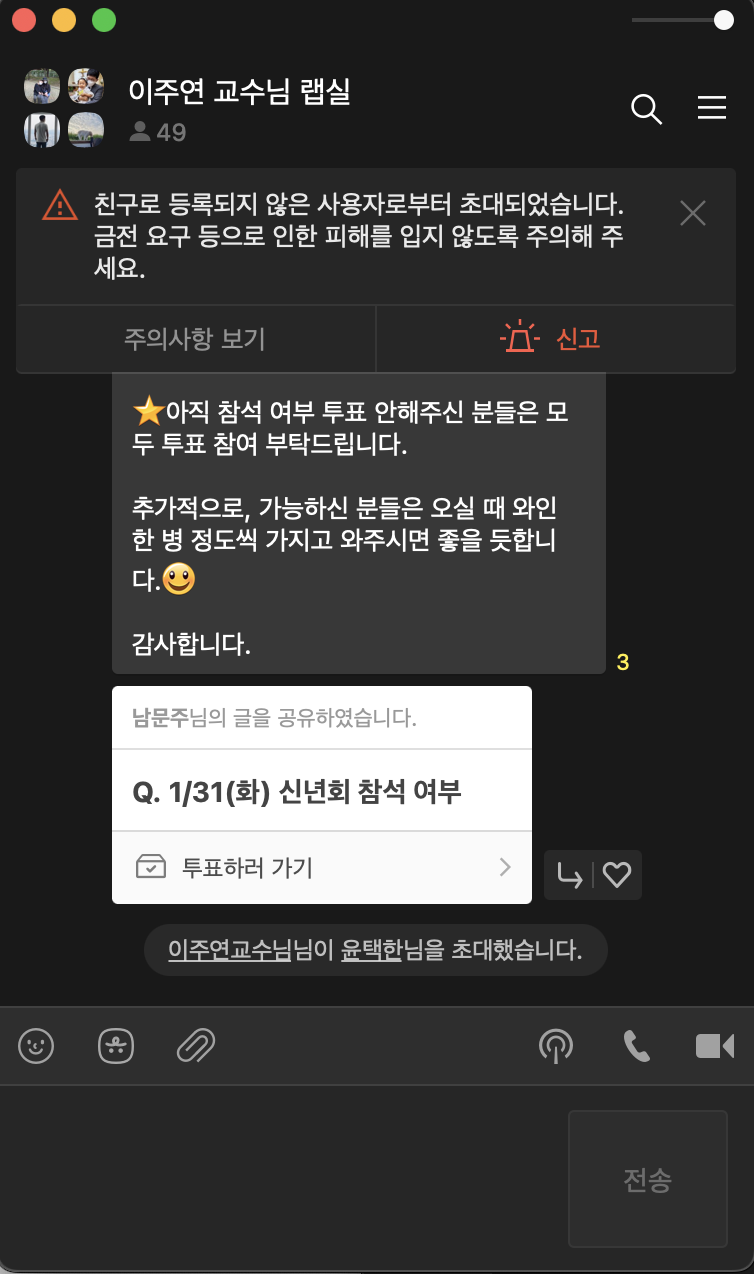 이주연 교수님 랩실
49
친구로 등록되지 않은 사용자로부터 초대되었습니다.
금전 요구 등으로 인한 피해를 입지 않도록 주의해 주
세요.
주의사항 보기
신고
⭐아직 참석 여부 투표 안해주신 분들은 모
두 투표 참여 부탁드립니다.
추가적으로, 가능하신 분들은 오실 때 와인
한 병 정도씩 가지고 와주시면 좋을 듯합니
다.😃
감사합니다.
3
남문주님의 글을 공유하였습니다.
Q. 1/31(화) 신년회 참석 여부
투표하러 가기
이주연교수님님이 윤택한님을 초대했습니다.
전송